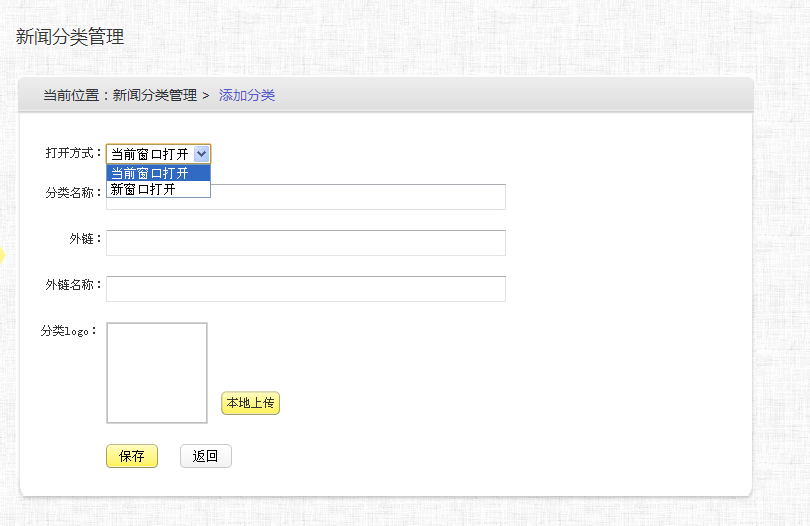 新闻分类管理
当前位置：新闻分类管理 > 添加分类
打开方式： 当前窗口打开
当前窗口打开
新窗口打开
分类名称：
外链：
外链名称：
分类logo：
本地上传
保存 返回